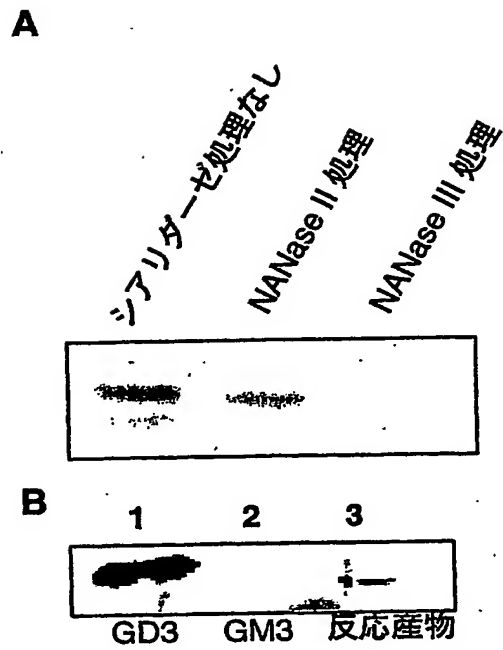 A
シアリダーゼ処理なし
NANase II 処理
NANase III 処理
B
1 2 3
GD3 GM3 反応産物